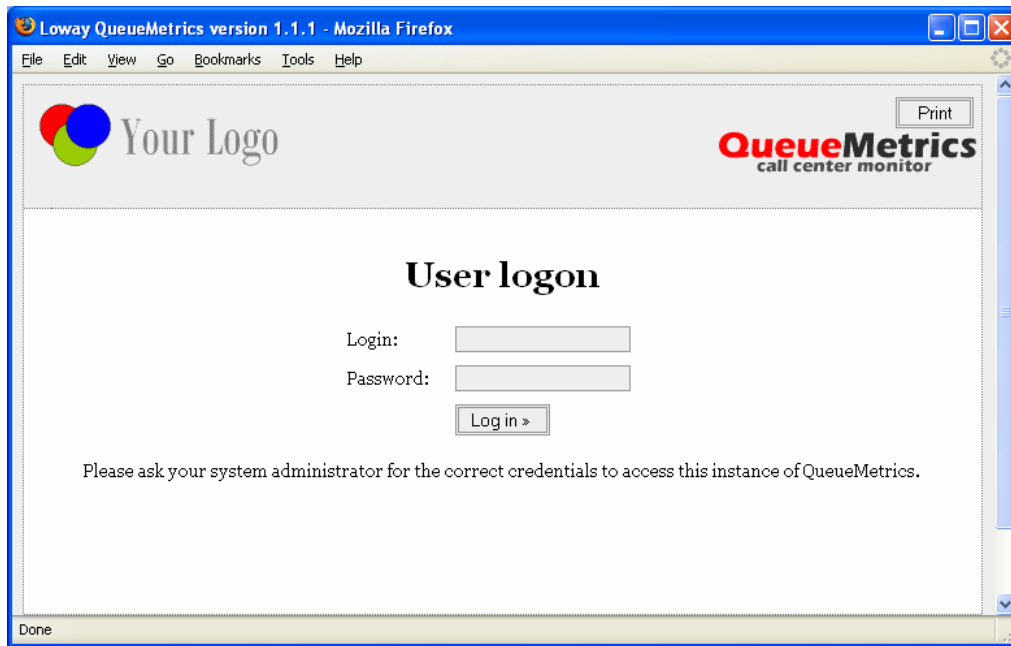 Loway QueueMetrics version 1.1.1 - Mozilla Firefox
File Edit View Go Bookmarks Tools Help
Print
Your Logo
QueueMetrics
call center monitor
User logon
Login:
Password:
Log in »
Please ask your system administrator for the correct credentials to access this instance of QueueMetrics.
Done